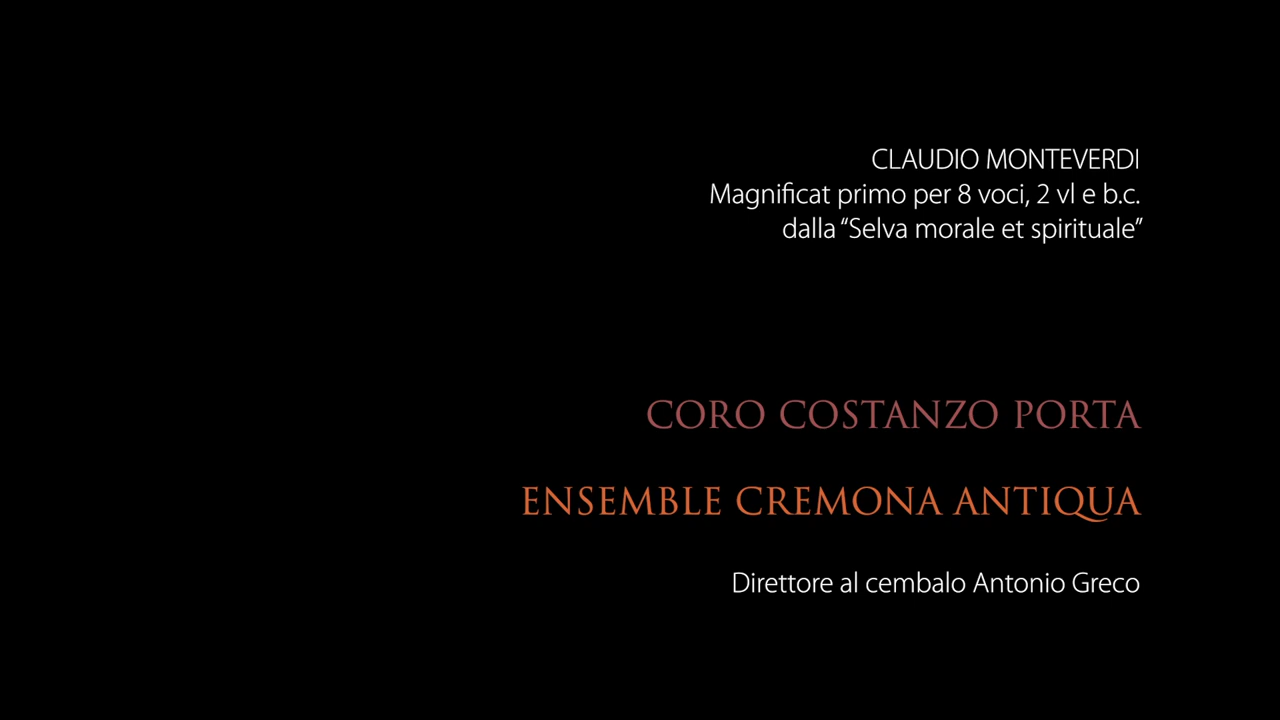 CLAUDIO MONTEVERDI
Magnificat primo per 8 voci, 2 vl e b.c.
dalla “Selva morale et spirituale”
CORO COSTANZO PORTA
ENSEMBLE CREMONA ANTIQUA
Direttore al cembalo Antonio Greco